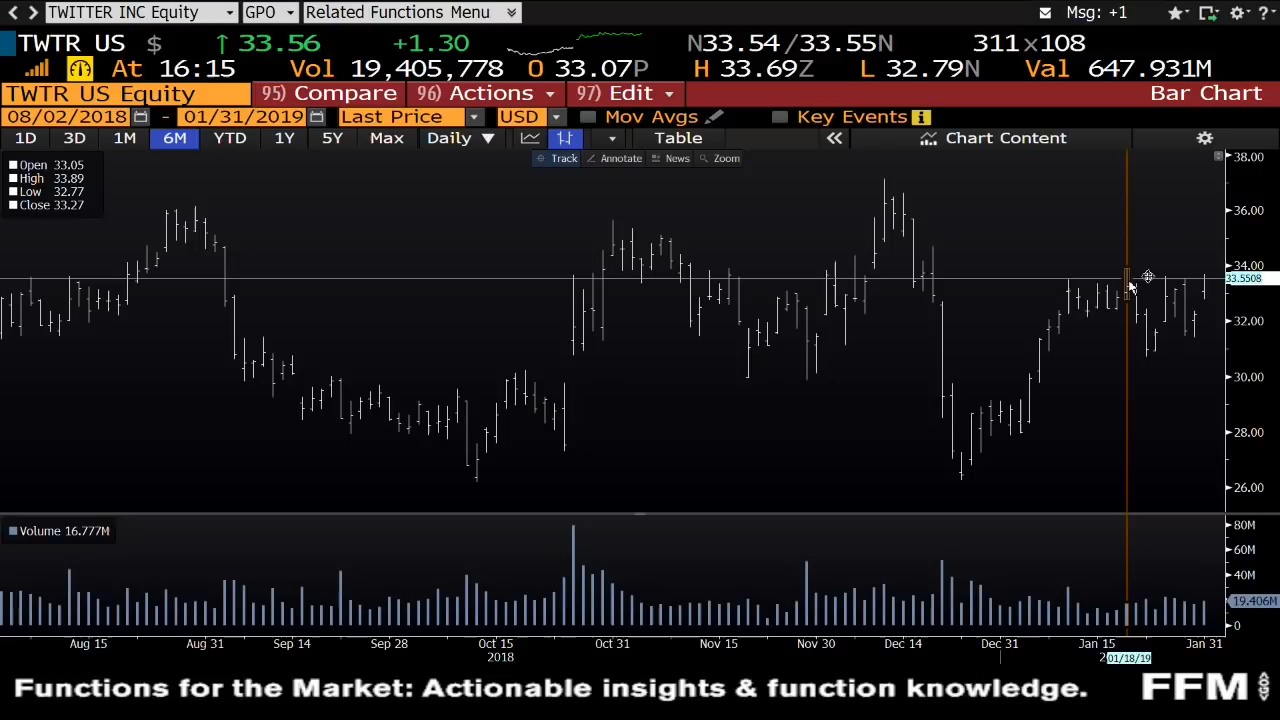 TWITTER INC Equity GPO Related Functions Menu Msg: +1
TWTR US $ ↑ 33.56 +1.30 N33.54 /33.55N 311x108
At 16:15 Vol 19,405,778 O 33.07P H 33.69Z L 32.79N Val 647.931M
TWTR US Equity 95) Compare 96) Actions 97) Edit Bar Chart
08/02/2018 - 01/31/2019 Last Price USD Mov Avgs Key Events
1D 3D 1M 6M YTD 1Y 5Y Max Daily ▼ Table « Chart Content
Track Annotate News Zoom
Open 33.05
High 33.89
Low 32.77
Close 33.27
38.00
36.00
34.00
33.5508
32.00
30.00
28.00
26.00
Volume 16.777M
80M
60M
40M
19.406M
0
Aug 15 Aug 31 Sep 14 Sep 28 Oct 15 Oct 31 Nov 15 Nov 30 Dec 14 Dec 31 Jan 15 Jan 31
2018 01/18/19
Functions for the Market: Actionable insights & function knowledge. FFM